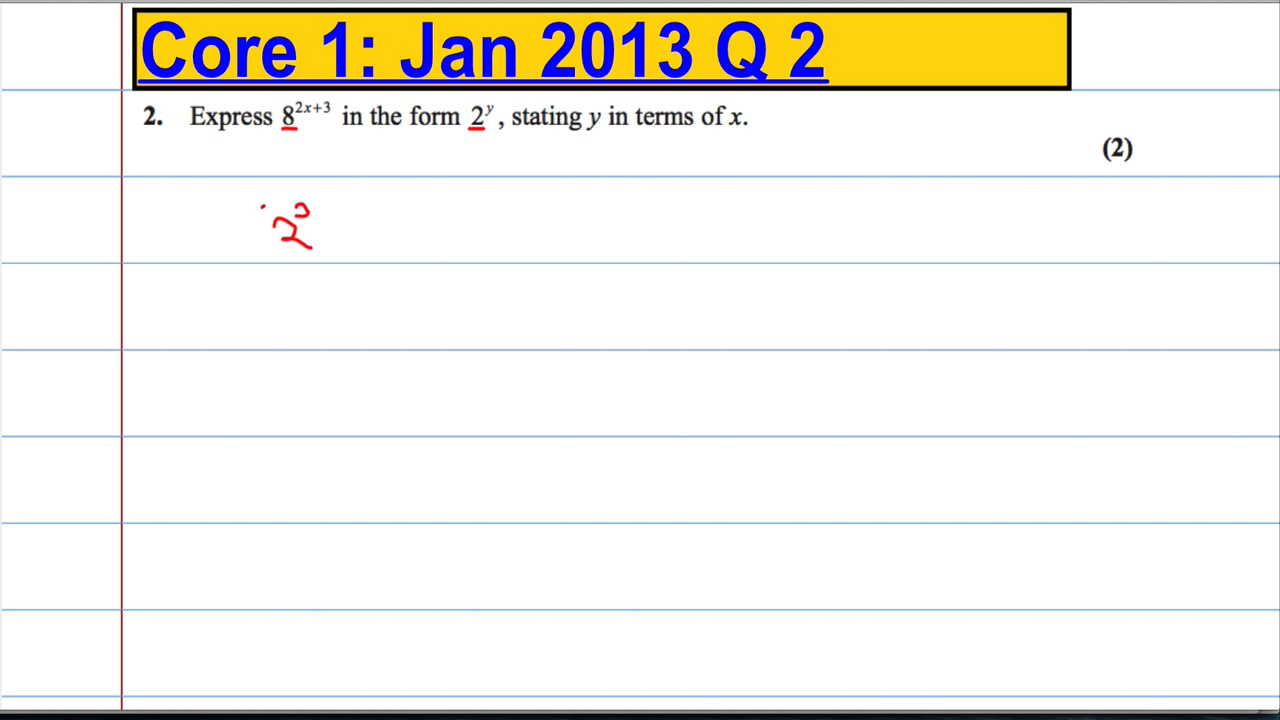 Core 1: Jan 2013 Q 2
2. Express 8^{2x+3} in the form 2^y, stating y in terms of x.
(2)
2^3